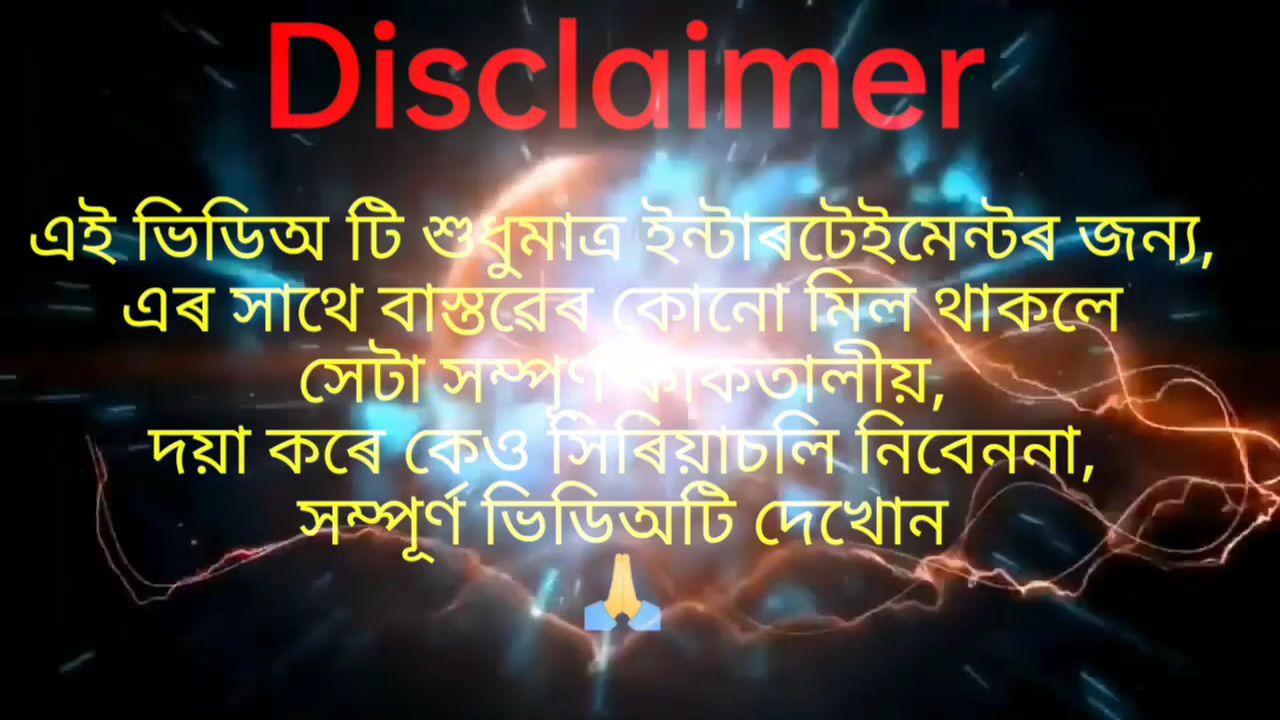 Disclaimer
এই ভিডিঅ টি শুধুমাত্র ইন্টাৰটেইমেন্টৰ জন্য,
এৰ সাথে বাস্তৱেৰ কোনো মিল থাকলে
সেটা সম্পূৰ্ণ কাকতালীয়,
দয়া কৰে কেও সিৰিয়াচলি নিবেননা,
সম্পূৰ্ণ ভিডিঅটি দেখোন
🙏